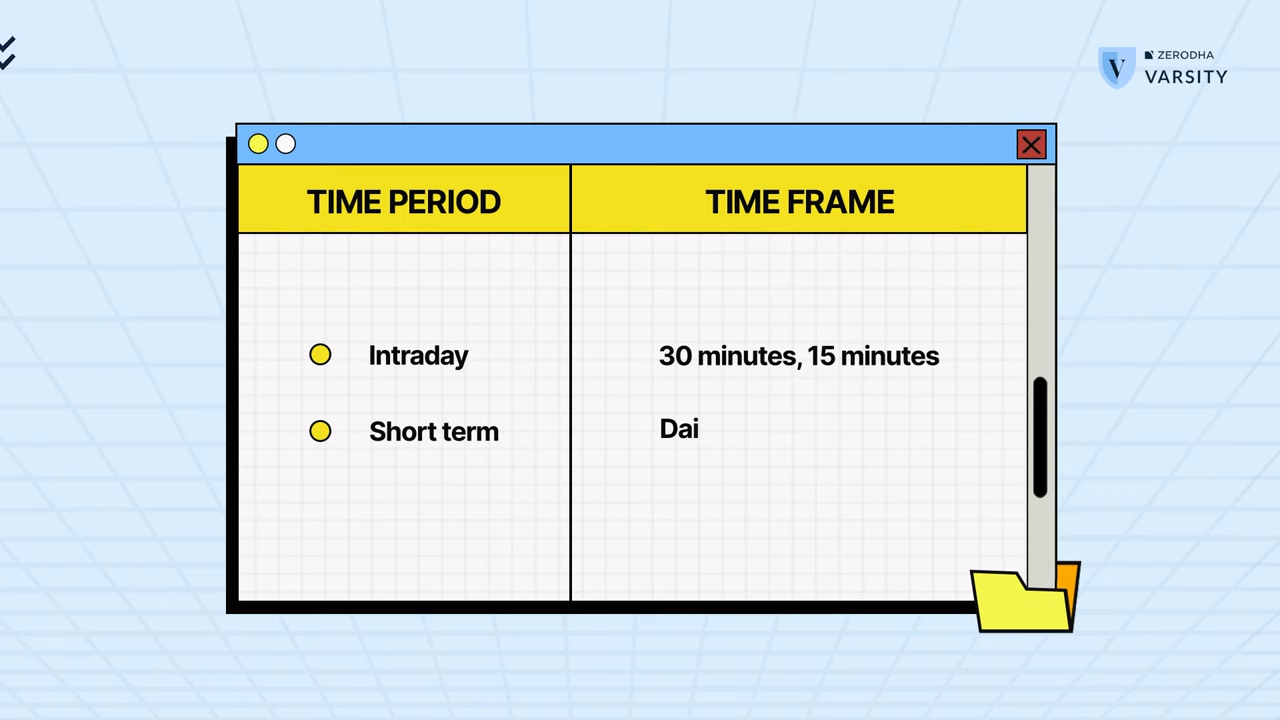 ZERODHA
VARSITY
TIME PERIOD TIME FRAME
Intraday 30 minutes, 15 minutes
Short term Dai